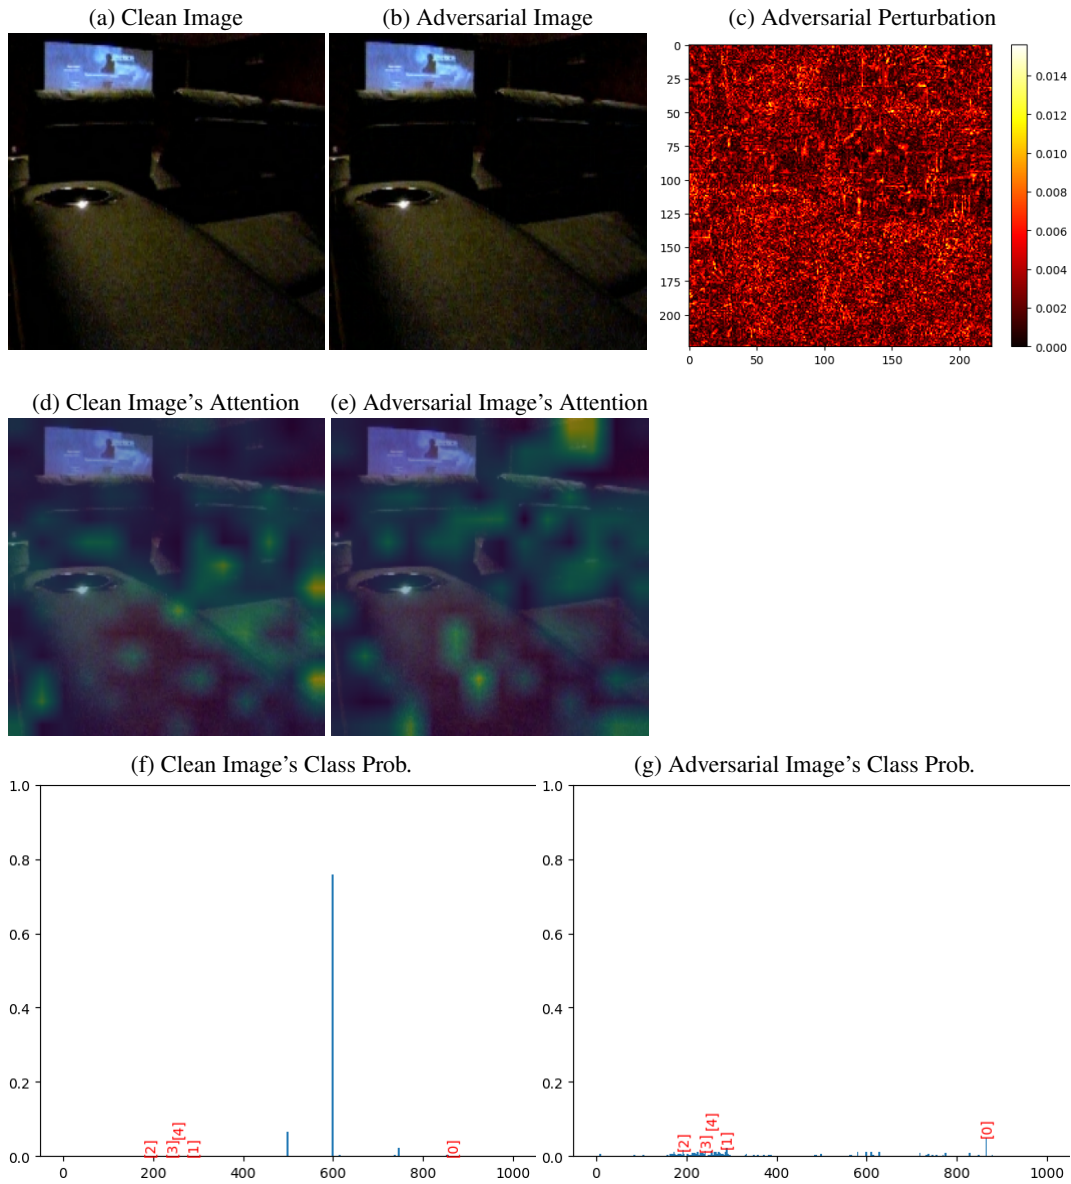 (a) Clean Image
(b) Adversarial Image
(c) Adversarial Perturbation
0
25
50
75
100
125
150
175
200
0 50 100 150 200
0.014
0.012
0.010
0.008
0.006
0.004
0.002
0.000
(d) Clean Image's Attention
(e) Adversarial Image's Attention
(f) Clean Image's Class Prob.
1.0
0.8
0.6
0.4
0.2
0.0
[2] [3] [4] [1] [0]
0 200 400 600 800 1000
(g) Adversarial Image's Class Prob.
1.0
0.8
0.6
0.4
0.2
0.0
[2] [3] [4] [1] [0]
0 200 400 600 800 1000